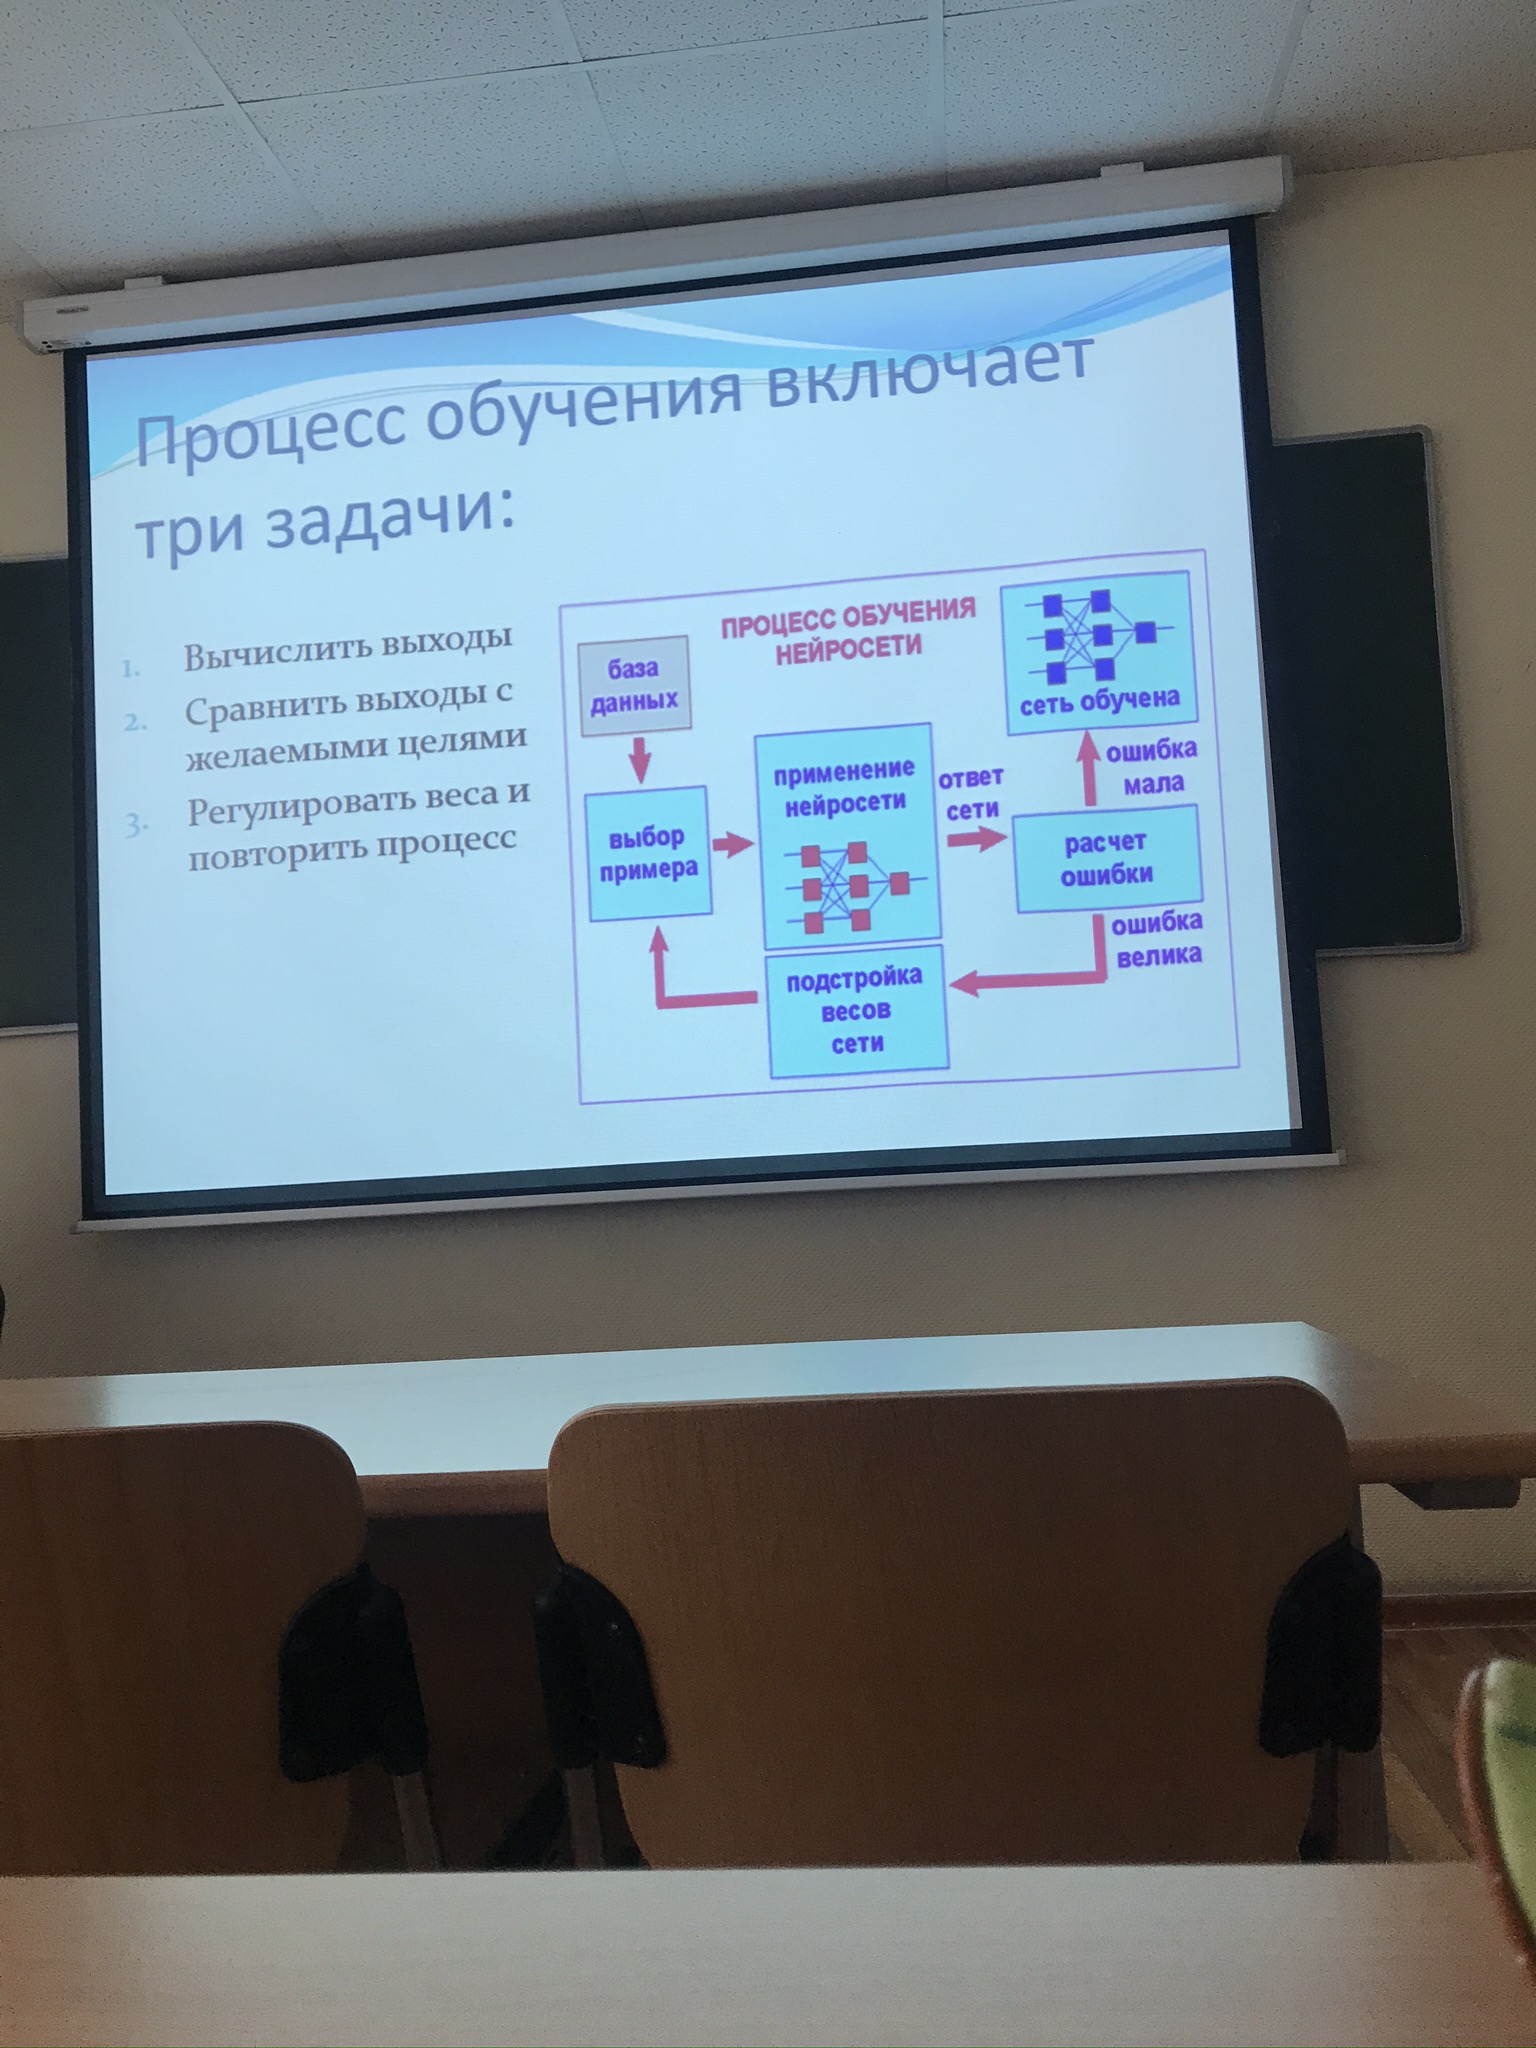 Процесс обучения включает
три задачи:
1. Вычислить выходы
2. Сравнить выходы с
желаемыми целями
3. Регулировать веса и
повторить процесс
ПРОЦЕСС ОБУЧЕНИЯ
НЕЙРОСЕТИ
база
данных
выбор
примера
применение
нейросети
ответ
сети
сеть обучена
ошибка
мала
расчет
ошибки
ошибка
велика
подстройка
весов
сети